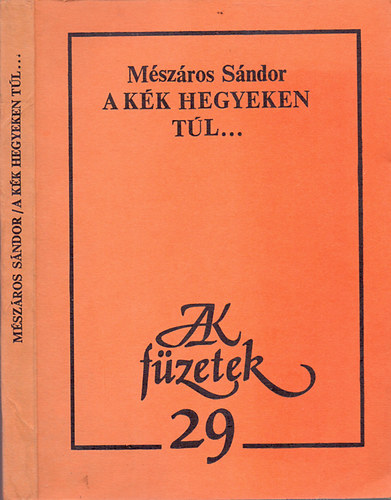 MÉSZÁROS SÁNDOR / A KÉK HEGYEKEN TÚL...
Mészáros Sándor
A KÉK HEGYEKEN
TÚL...
AK
füzetek
29